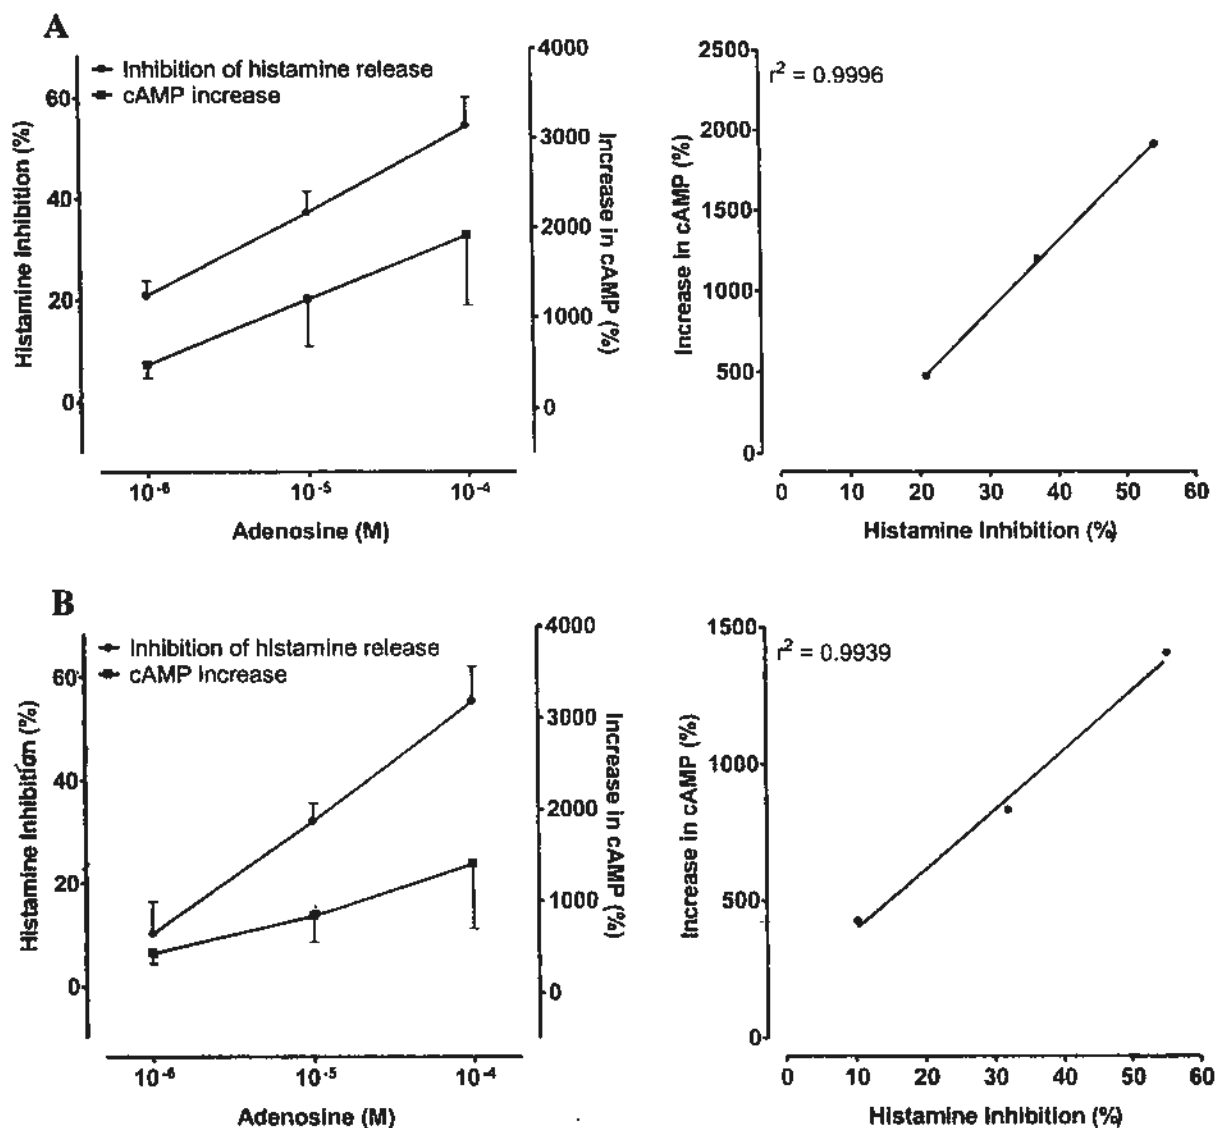 A
Inhibition of histamine release
cAMP increase
Histamine Inhibition (%)
60
40
20
0
4000
3000
2000
1000
0
Increase in cAMP (%)
10⁻⁶ 10⁻⁵ 10⁻⁴
Adenosine (M)
r² = 0.9996
Increase in cAMP (%)
2500
2000
1500
1000
500
0
0 10 20 30 40 50 60
Histamine Inhibition (%)
B
Inhibition of histamine release
cAMP increase
Histamine Inhibition (%)
60
40
20
0
4000
3000
2000
1000
0
Increase in cAMP (%)
10⁻⁶ 10⁻⁵ 10⁻⁴
Adenosine (M)
r² = 0.9939
Increase in cAMP (%)
1500
1000
500
0
0 10 20 30 40 50 60
Histamine Inhibition (%)